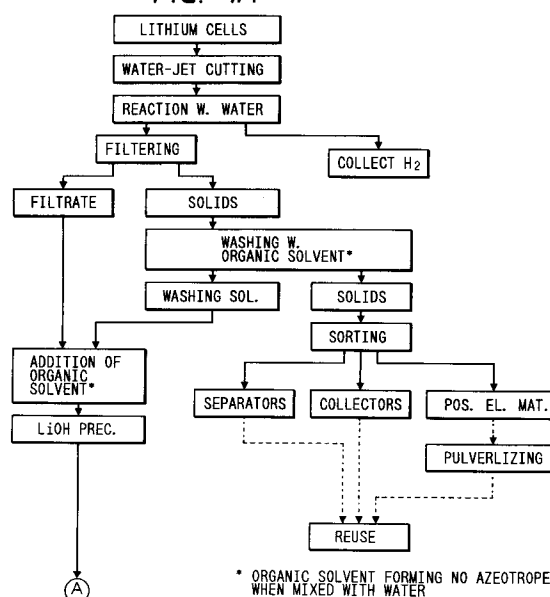 LITHIUM CELLS
WATER-JET CUTTING
REACTION W. WATER
FILTERING
COLLECT H₂
FILTRATE
SOLIDS
WASHING W.
ORGANIC SOLVENT*
WASHING SOL.
SOLIDS
SORTING
ADDITION OF
ORGANIC
SOLVENT*
SEPARATORS
COLLECTORS
POS. EL. MAT.
LiOH PREC.
PULVERLIZING
REUSE
* ORGANIC SOLVENT FORMING NO AZEOTROPE
WHEN MIXED WITH WATER
A